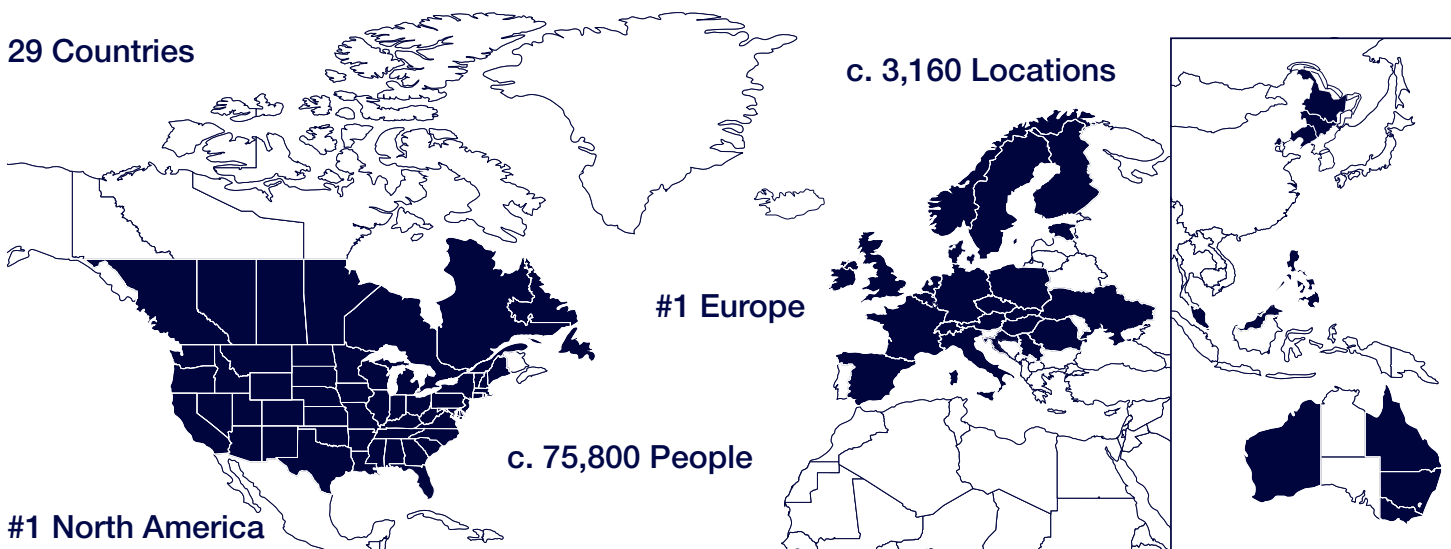 29 Countries
c. 3,160 Locations
#1 Europe
c. 75,800 People
#1 North America